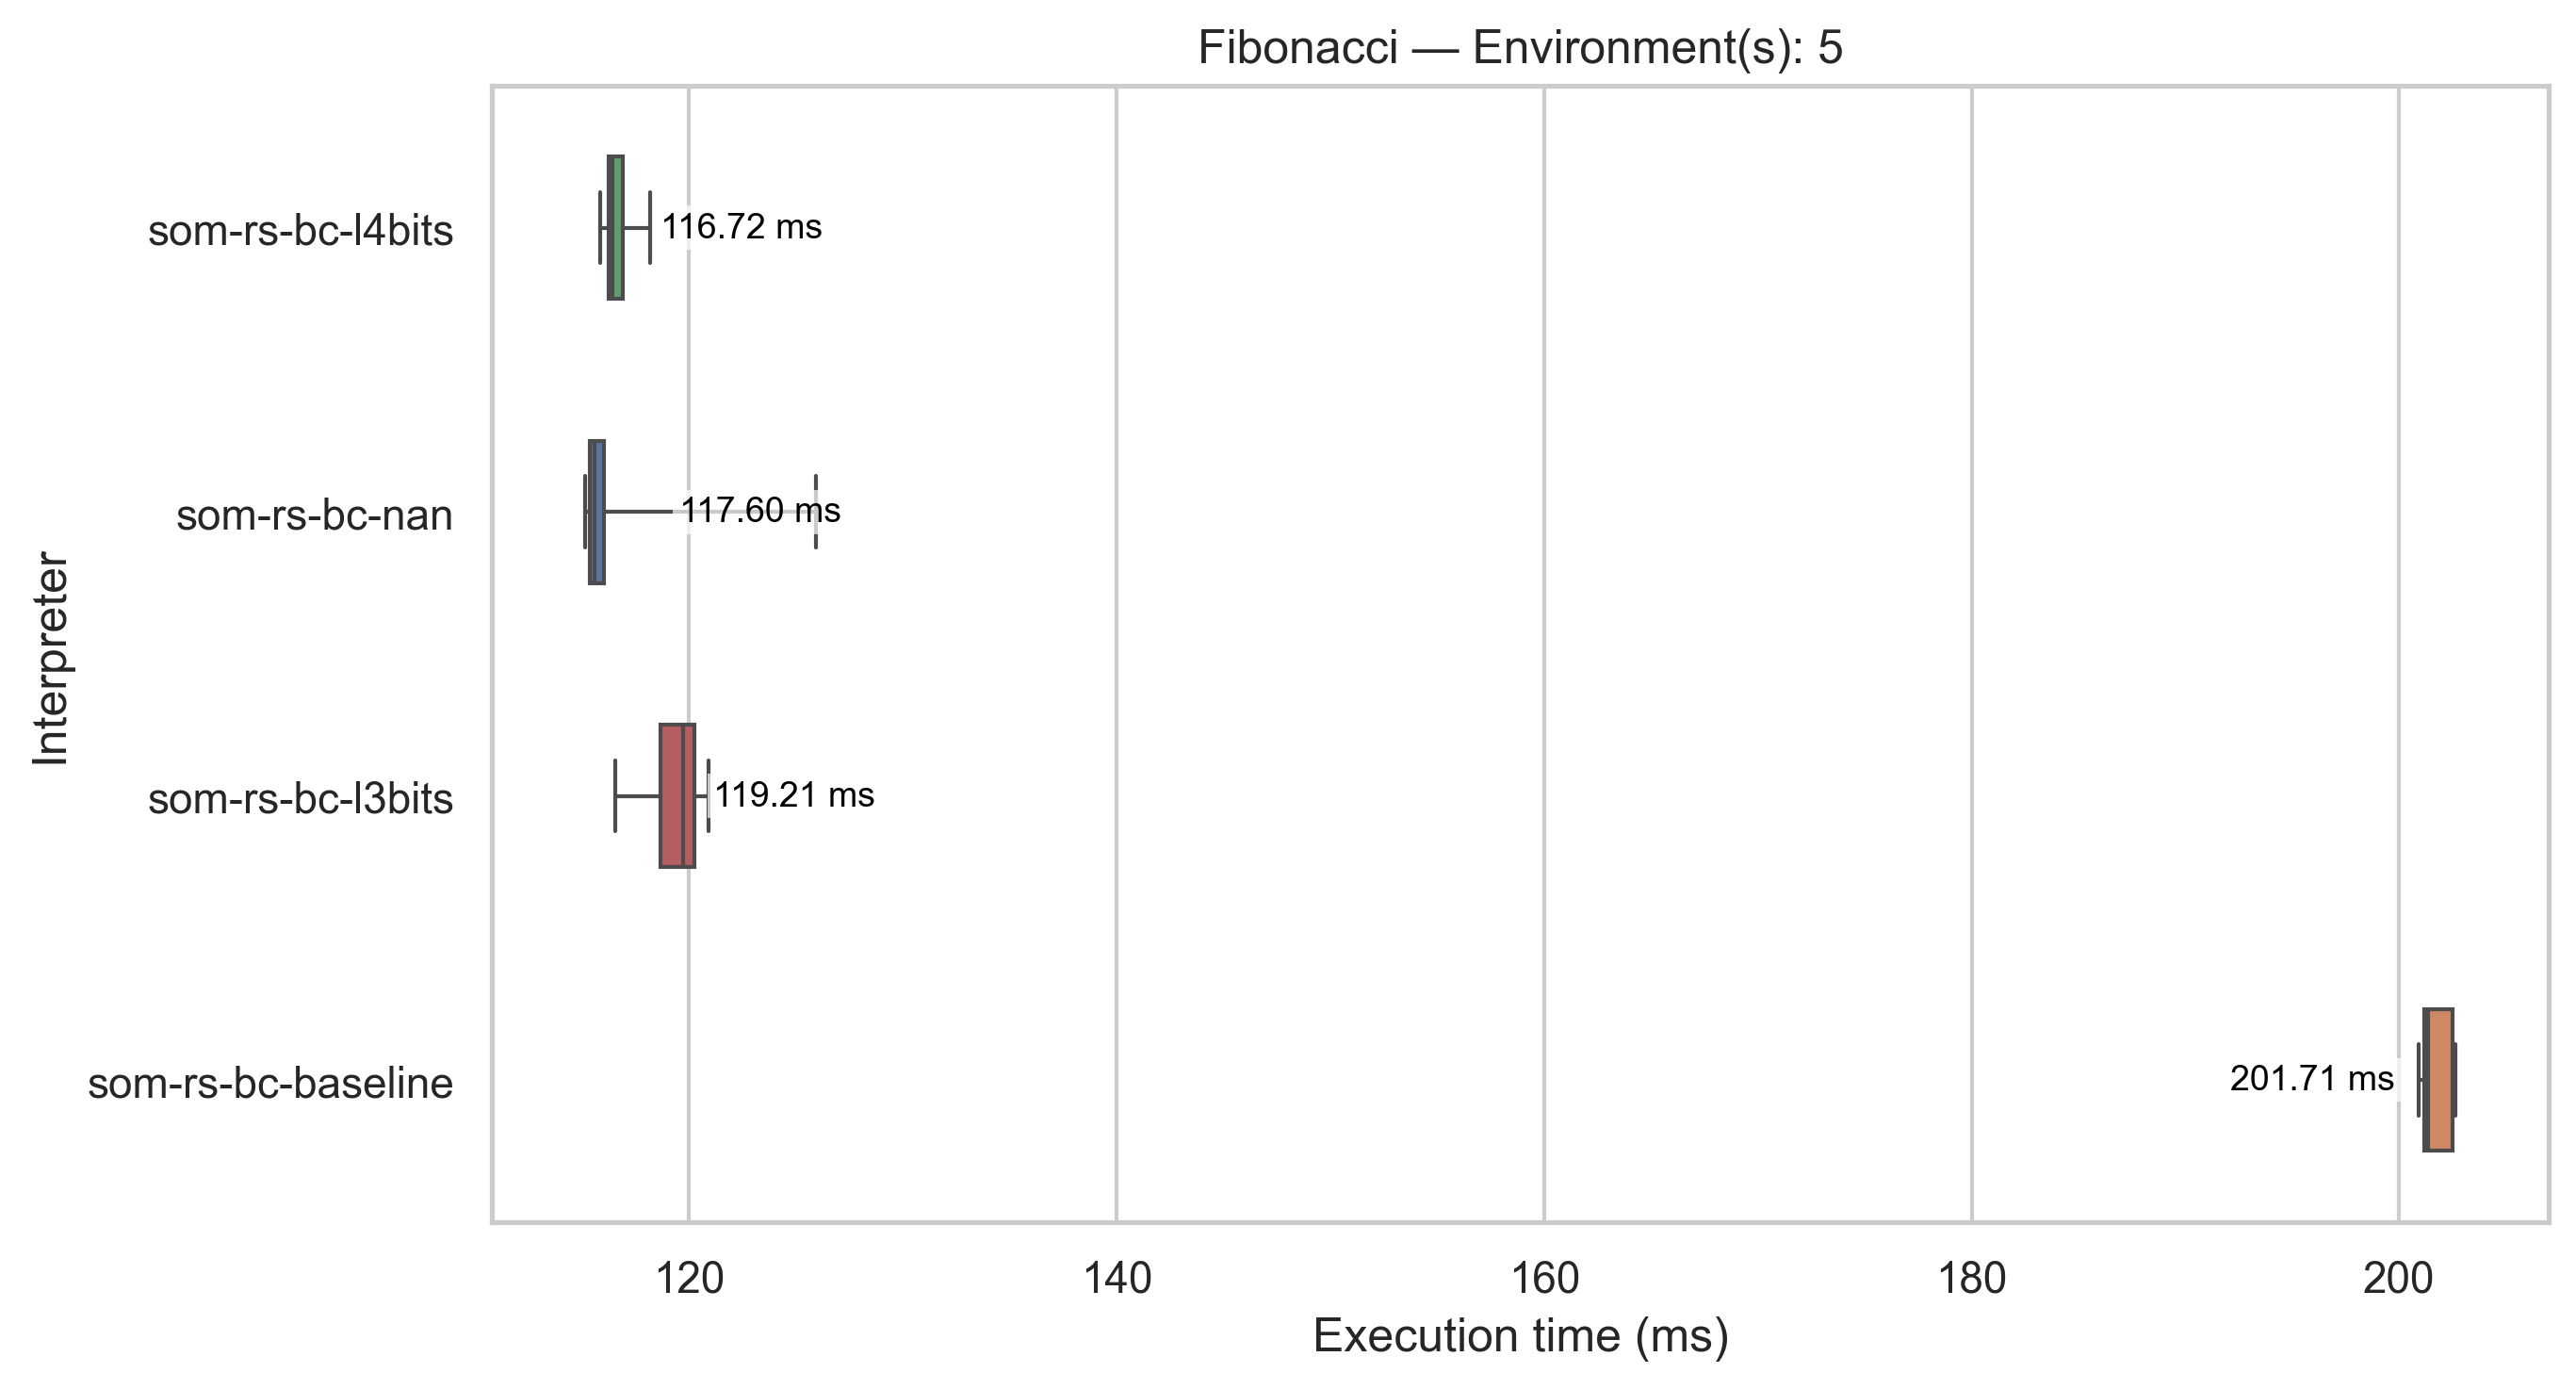 Fibonacci — Environment(s): 5
Interpreter
som-rs-bc-l4bits
116.72 ms
som-rs-bc-nan
117.60 ms
som-rs-bc-l3bits
119.21 ms
som-rs-bc-baseline
201.71 ms
120 140 160 180 200
Execution time (ms)